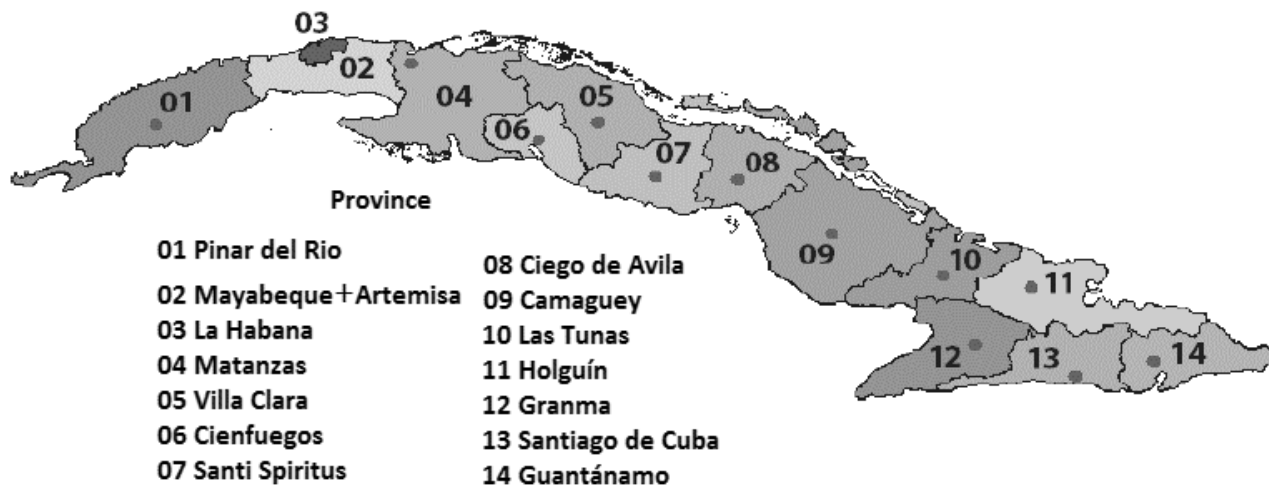 03
02
01
04
05
06
07
08
09
10
11
12
13
14
Province
01 Pinar del Rio
02 Mayabeque+Artemisa
03 La Habana
04 Matanzas
05 Villa Clara
06 Cienfuegos
07 Santi Spiritus
08 Ciego de Avila
09 Camaguey
10 Las Tunas
11 Holguín
12 Granma
13 Santiago de Cuba
14 Guantánamo